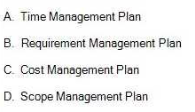 A. Time Management Plan
B. Requirement Management Plan
C. Cost Management Plan
D. Scope Management Plan